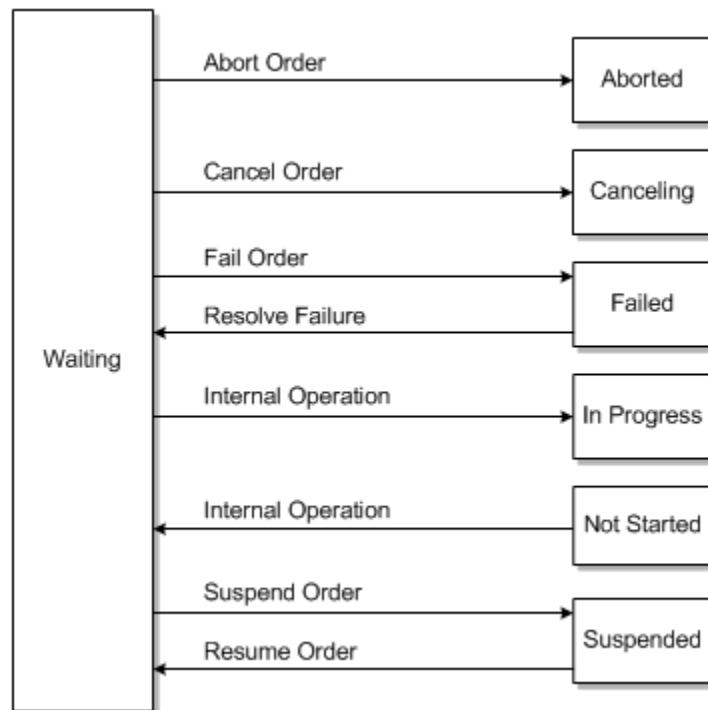 Abort Order
Aborted
Cancel Order
Canceling
Fail Order
Failed
Resolve Failure
Waiting
Internal Operation
In Progress
Internal Operation
Not Started
Suspend Order
Suspended
Resume Order